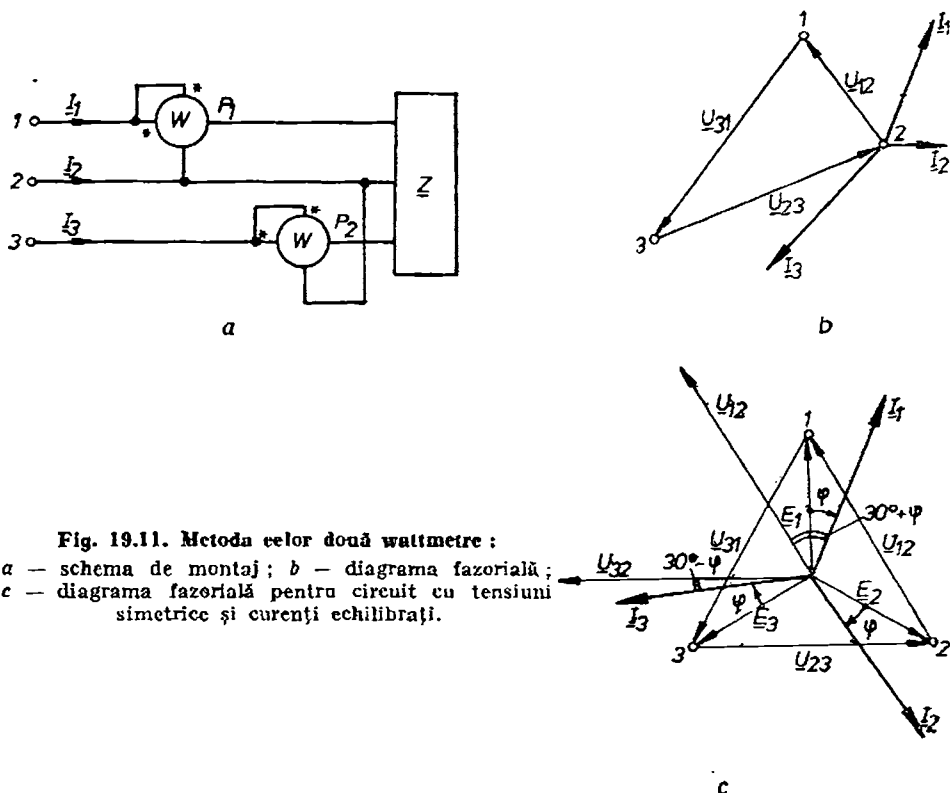 1
I1
*
*
W
P1
2
I2
Z
3
I3
*
*
W
P2
a
1
I1
U12
U31
2
I2
U23
3
I3
b
U12
1
I1
φ
E1
30°+φ
U31
U12
U32
30°-φ
φ
E3
E2
φ
I3
3
U23
2
I2
c
Fig. 19.11. Metoda celor două wattmetre :
a — schema de montaj ; b — diagrama fazorială ;
c — diagrama fazorială pentru circuit cu tensiuni
simetrice și curenți echilibrați.